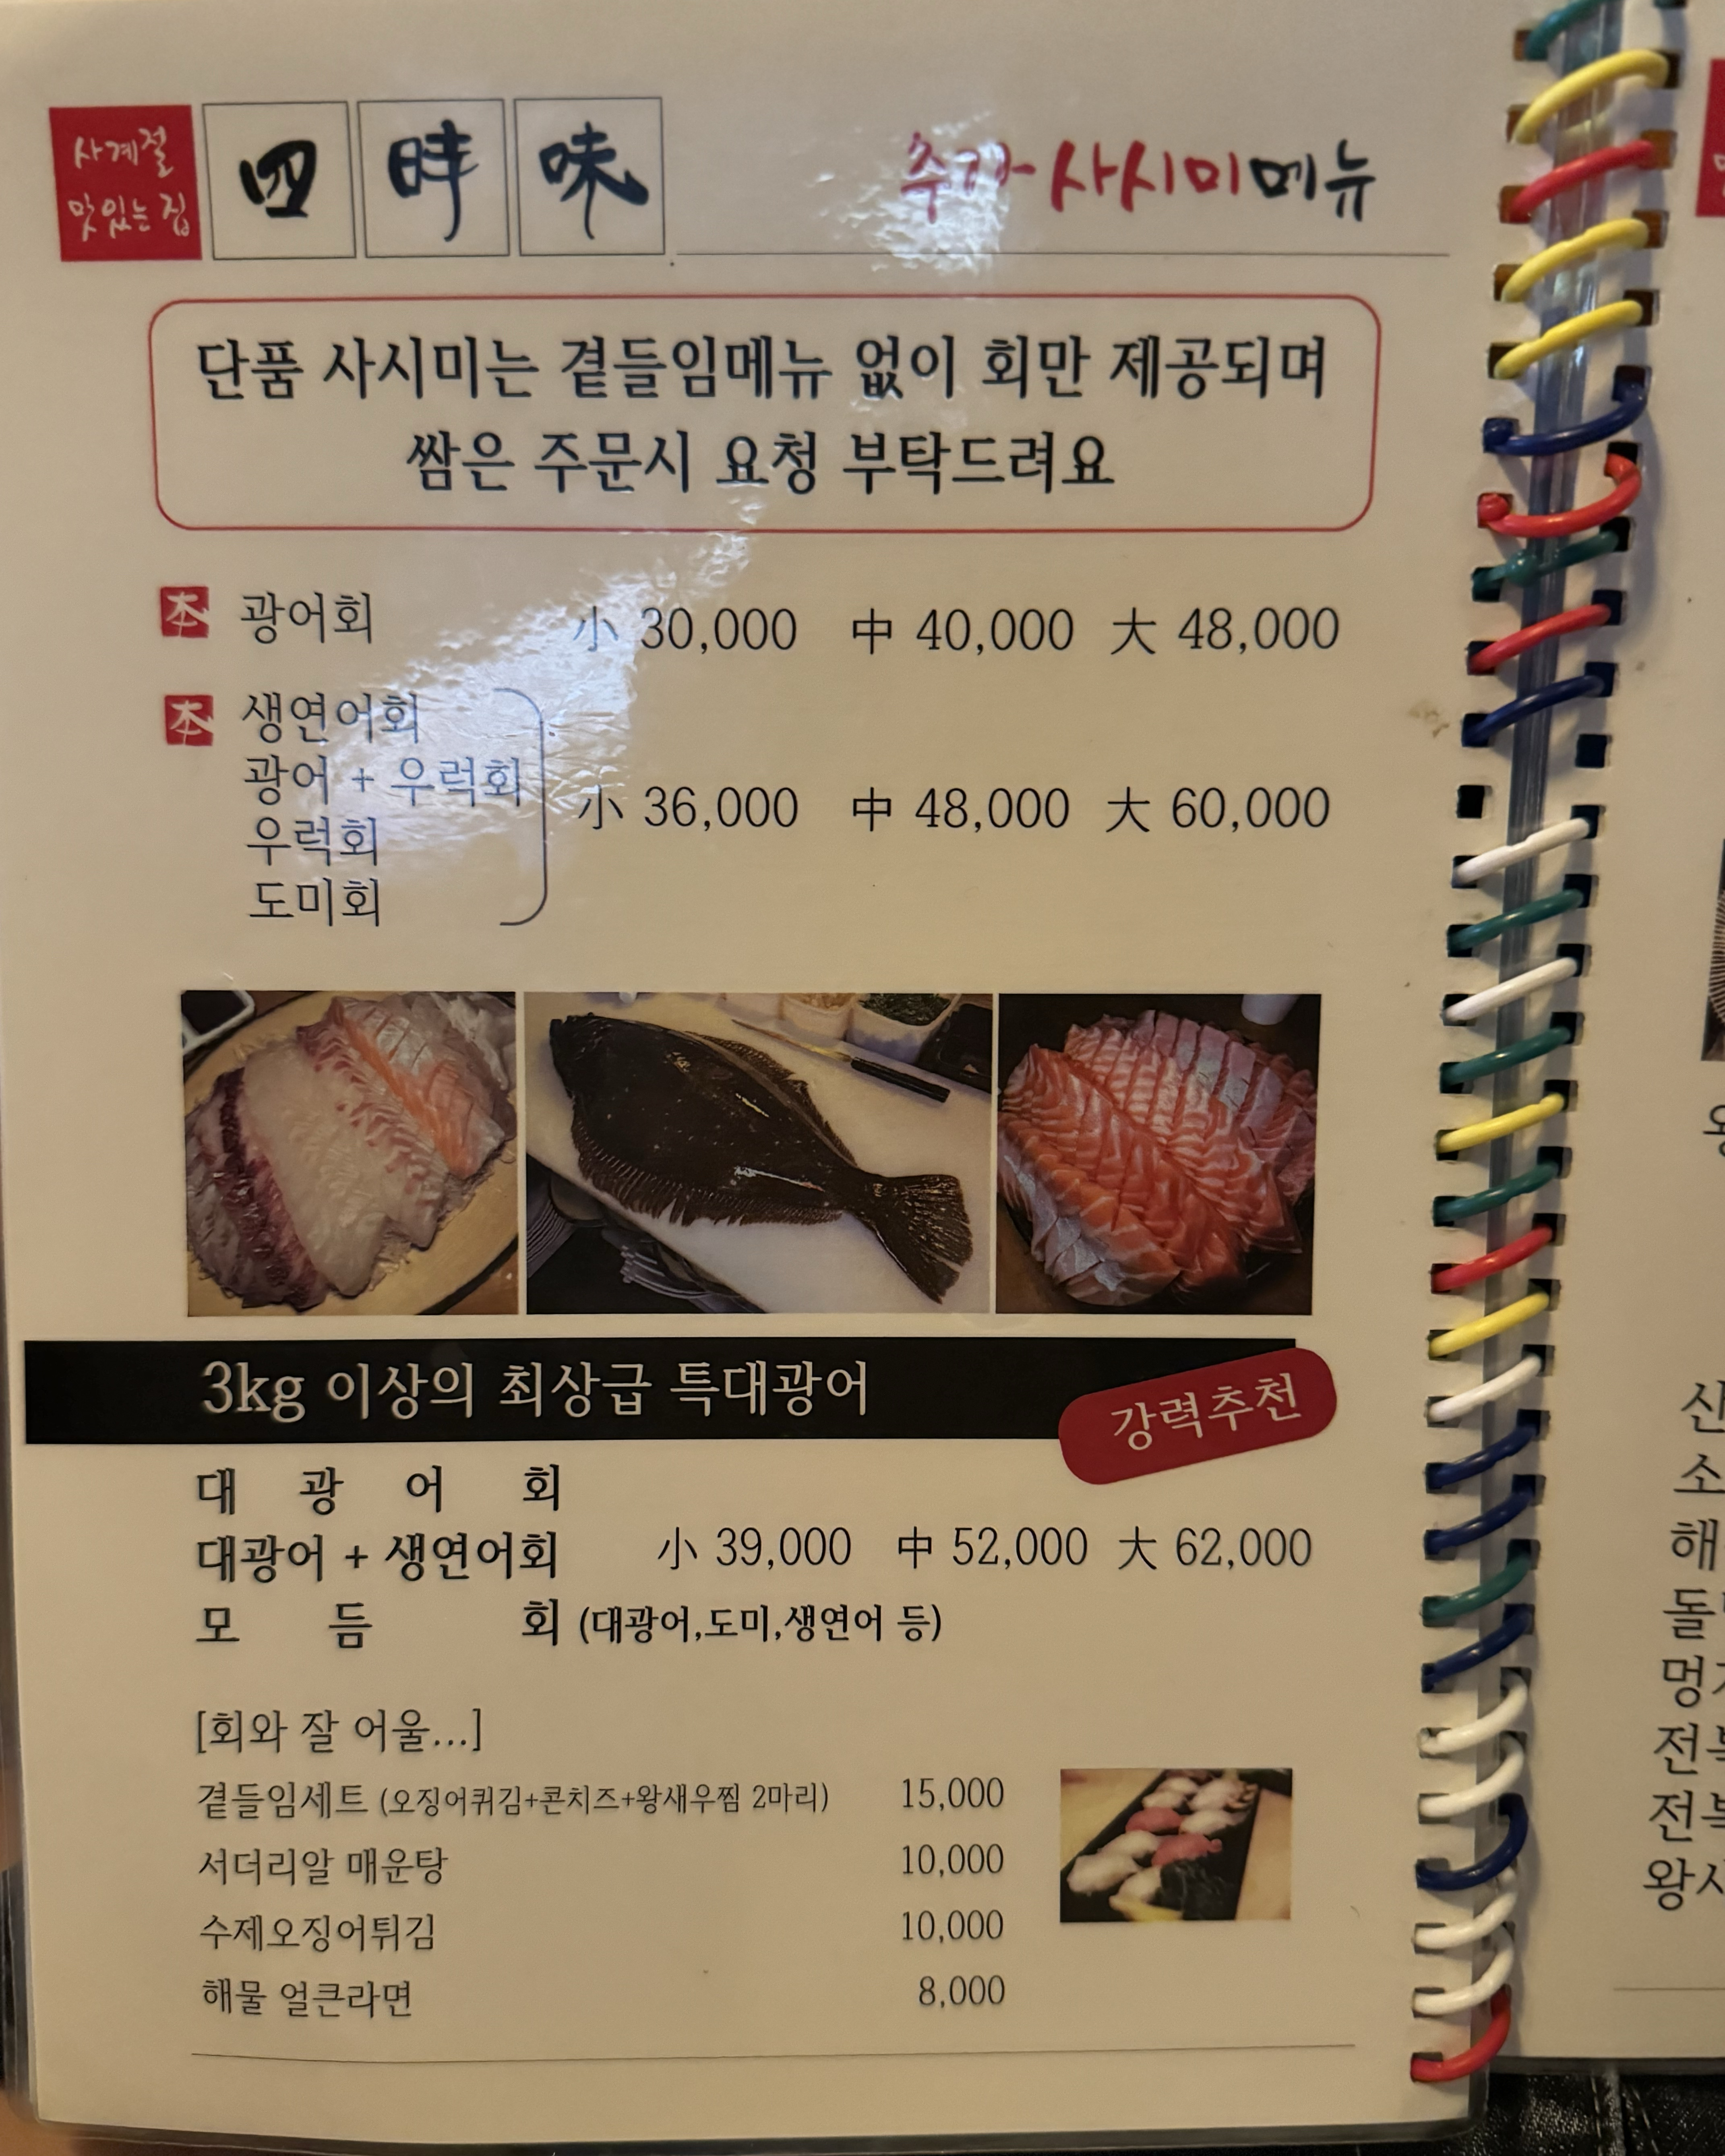 사계절
맛있는 집
四 時 味
추가 사시미메뉴
단품 사시미는 곁들임메뉴 없이 회만 제공되며
쌈은 주문시 요청 부탁드려요
本 광어회 小 30,000 中 40,000 大 48,000
本 생연어회
광어 + 우럭회
小 36,000 中 48,000 大 60,000
우럭회
도미회
3kg 이상의 최상급 특대광어
강력추천
대 광 어 회
대광어 + 생연어회 小 39,000 中 52,000 大 62,000
모 듬 회 (대광어,도미,생연어 등)
[회와 잘 어울...]
곁들임세트 (오징어튀김+콘치즈+왕새우찜 2마리) 15,000
서더리알 매운탕 10,000
수제오징어튀김 10,000
해물 얼큰라면 8,000
신
소
해
돌
멍
전
전
왕